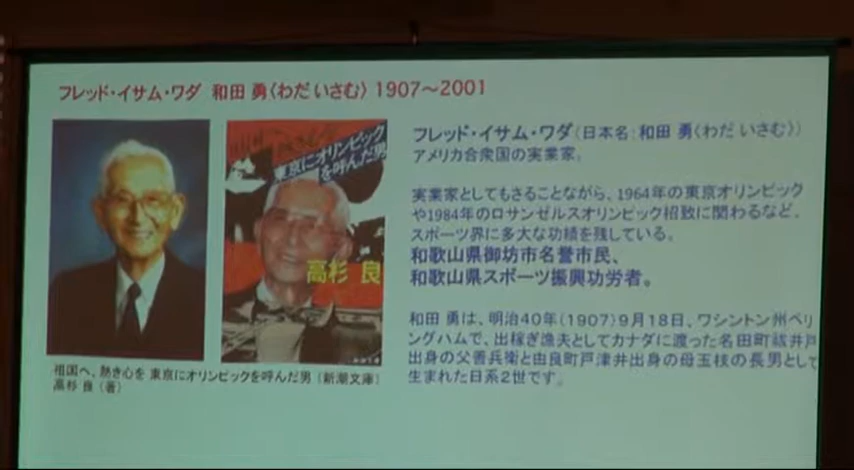 フレッド・イサム・ワダ 和田 勇〈わだ いさむ〉 1907～2001
東京にオリンピック
を呼んだ男
高杉 良
祖国へ、熱き心を 東京にオリンピックを呼んだ男 (新潮文庫)
高杉 良 (著)
フレッド・イサム・ワダ(日本名：和田 勇〈わだ いさむ〉)
アメリカ合衆国の実業家。
実業家としてもさることながら、1964年の東京オリンピック
や1984年のロサンゼルスオリンピック招致に関わるなど、
スポーツ界に多大な功績を残している。
和歌山県御坊市名誉市民、
和歌山県スポーツ振興功労者。
和田 勇は、明治40年(1907)9月18日、ワシントン州ベリ
ングハムで、出稼ぎ漁夫としてカナダに渡った名田町祓井戸
出身の父善兵衛と由良町戸津井出身の母玉枝の長男として
生まれた日系2世です。